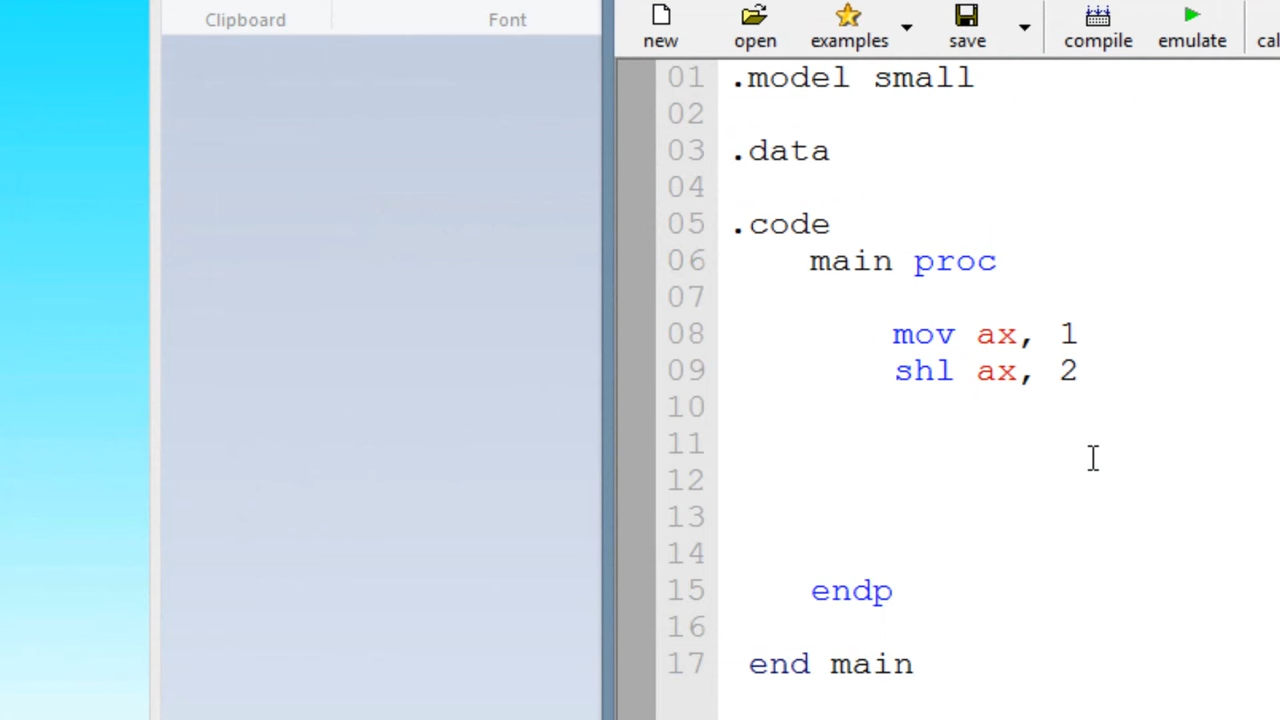 Clipboard
Font
new
open
examples
save
compile
emulate
cal
01 .model small
02
03 .data
04
05 .code
06 main proc
07
08 mov ax, 1
09 shl ax, 2
10
11
12
13
14
15 endp
16
17 end main